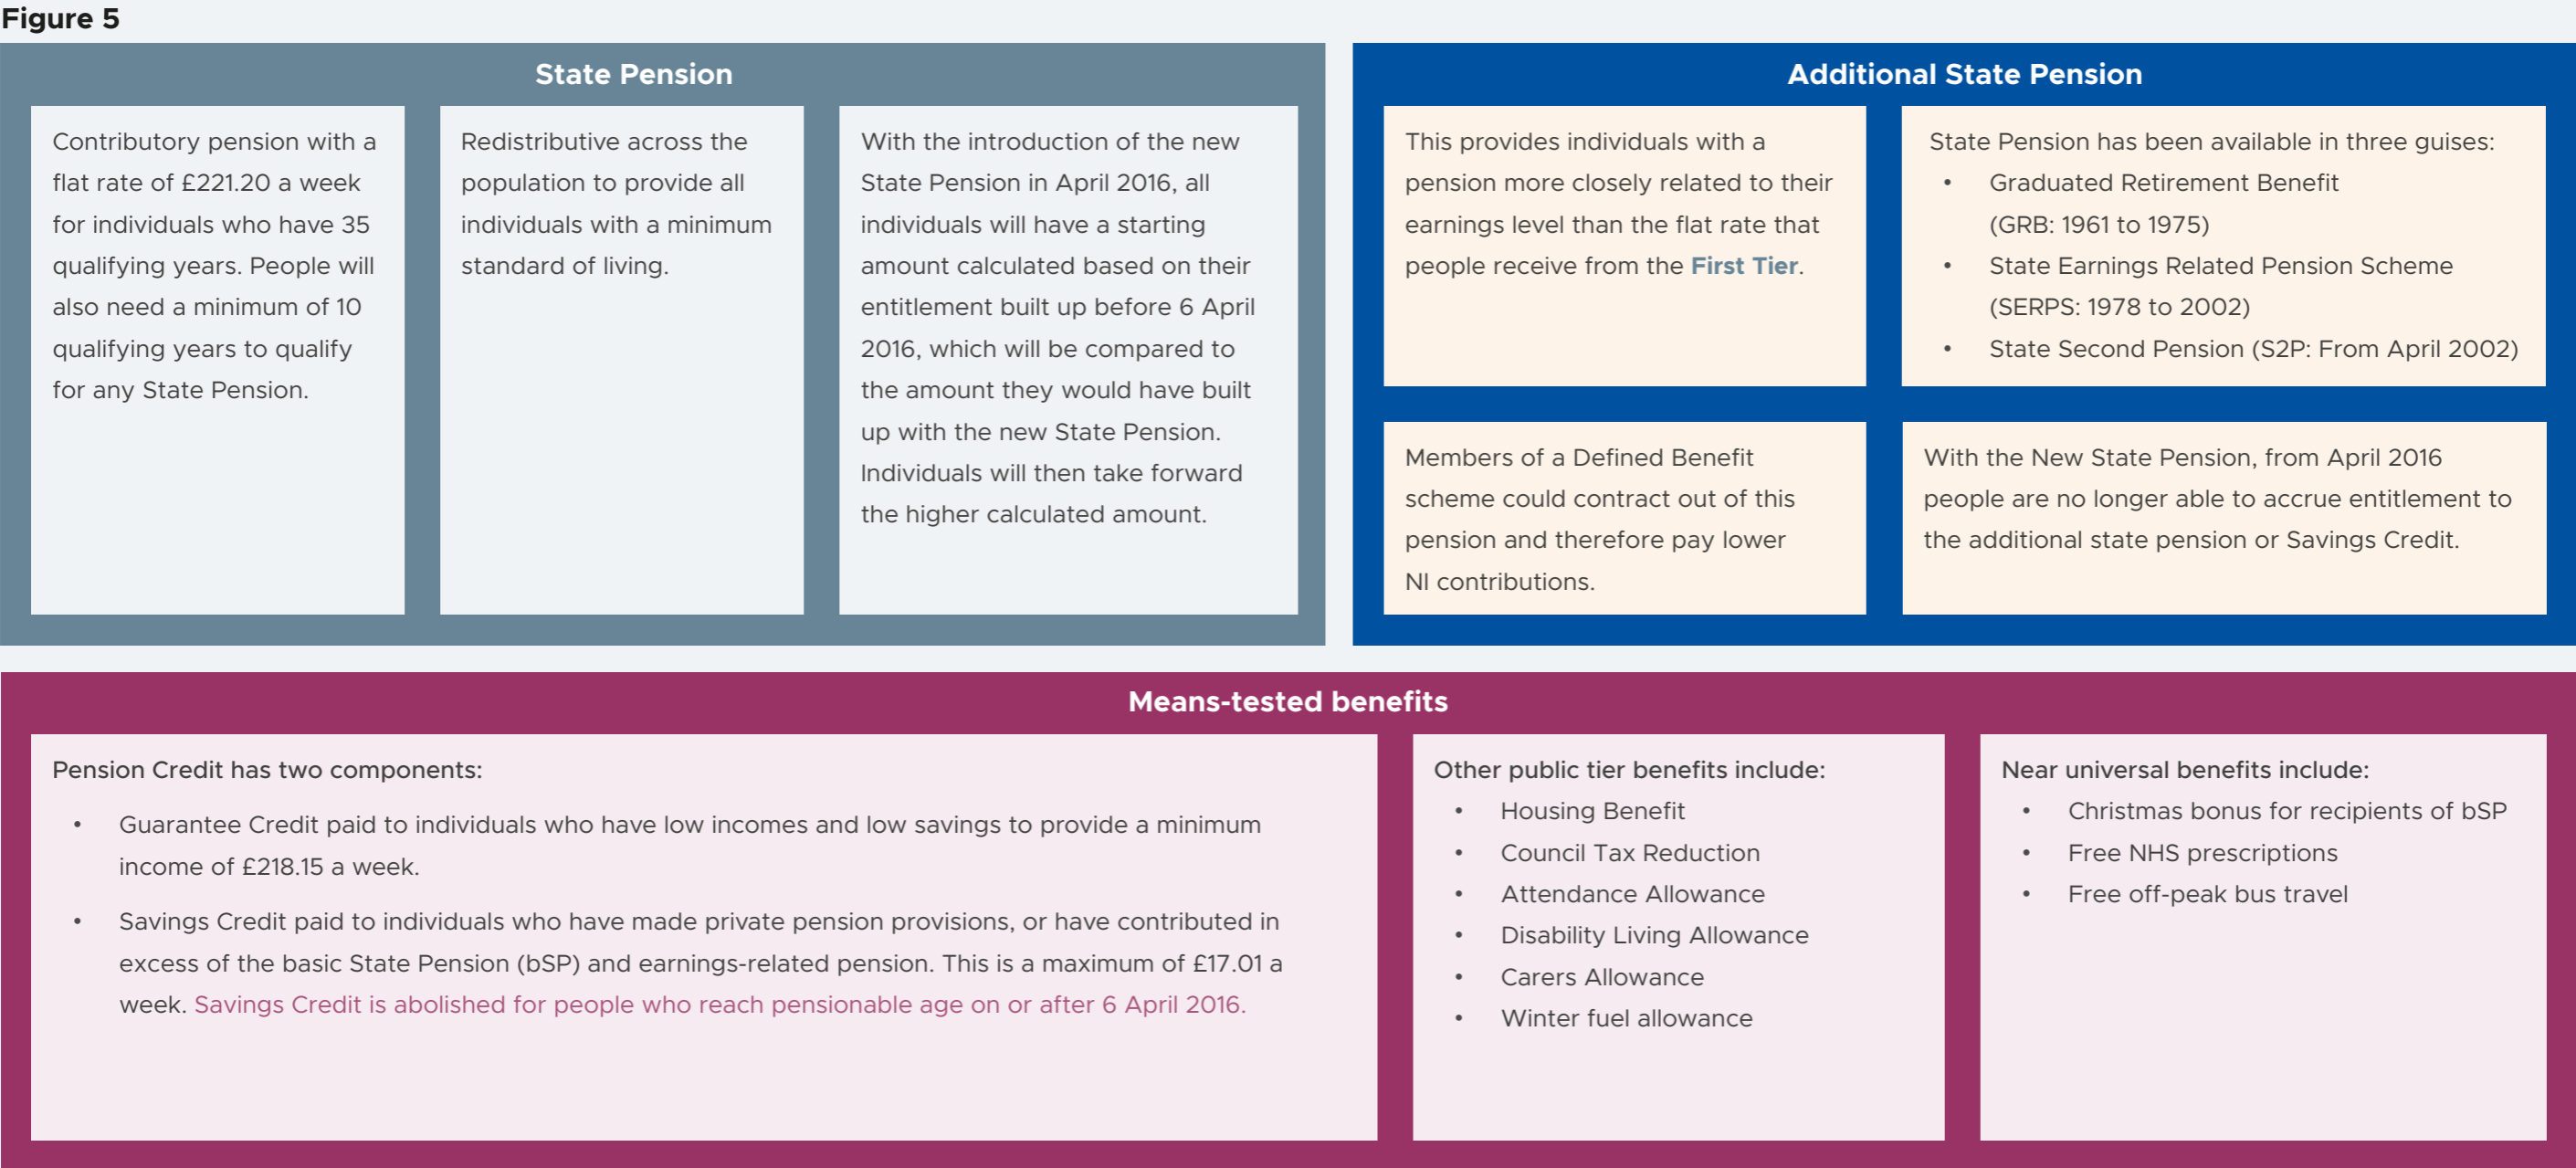 Figure 5
State Pension
Contributory pension with a
flat rate of £221.20 a week
for individuals who have 35
qualifying years. People will
also need a minimum of 10
qualifying years to qualify
for any State Pension.
Redistributive across the
population to provide all
individuals with a minimum
standard of living.
With the introduction of the new
State Pension in April 2016, all
individuals will have a starting
amount calculated based on their
entitlement built up before 6 April
2016, which will be compared to
the amount they would have built
up with the new State Pension.
Individuals will then take forward
the higher calculated amount.
Additional State Pension
This provides individuals with a
pension more closely related to their
earnings level than the flat rate that
people receive from the First Tier.
State Pension has been available in three guises:
• Graduated Retirement Benefit
(GRB: 1961 to 1975)
• State Earnings Related Pension Scheme
(SERPS: 1978 to 2002)
• State Second Pension (S2P: From April 2002)
Members of a Defined Benefit
scheme could contract out of this
pension and therefore pay lower
NI contributions.
With the New State Pension, from April 2016
people are no longer able to accrue entitlement to
the additional state pension or Savings Credit.
Means-tested benefits
Pension Credit has two components:
• Guarantee Credit paid to individuals who have low incomes and low savings to provide a minimum
income of £218.15 a week.
• Savings Credit paid to individuals who have made private pension provisions, or have contributed in
excess of the basic State Pension (bSP) and earnings-related pension. This is a maximum of £17.01 a
week. Savings Credit is abolished for people who reach pensionable age on or after 6 April 2016.
Other public tier benefits include:
• Housing Benefit
• Council Tax Reduction
• Attendance Allowance
• Disability Living Allowance
• Carers Allowance
• Winter fuel allowance
Near universal benefits include:
• Christmas bonus for recipients of bSP
• Free NHS prescriptions
• Free off-peak bus travel